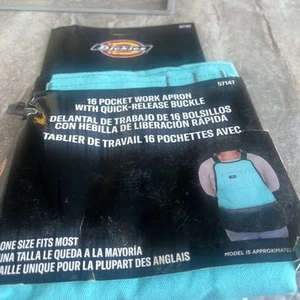 57147
Dickies
57147
16 POCKET WORK APRON
WITH QUICK-RELEASE BUCKLE
DELANTAL DE TRABAJO DE 16 BOLSILLOS
CON HEBILLA DE LIBERACIÓN RÁPIDA
TABLIER DE TRAVAIL 16 POCHETTES AVEC
ONE SIZE FITS MOST
UNA TALLA LE QUEDA A LA MAYORÍA
TAILLE UNIQUE POUR LA PLUPART DES ANGLAIS
MODEL IS APPROXIMATELY